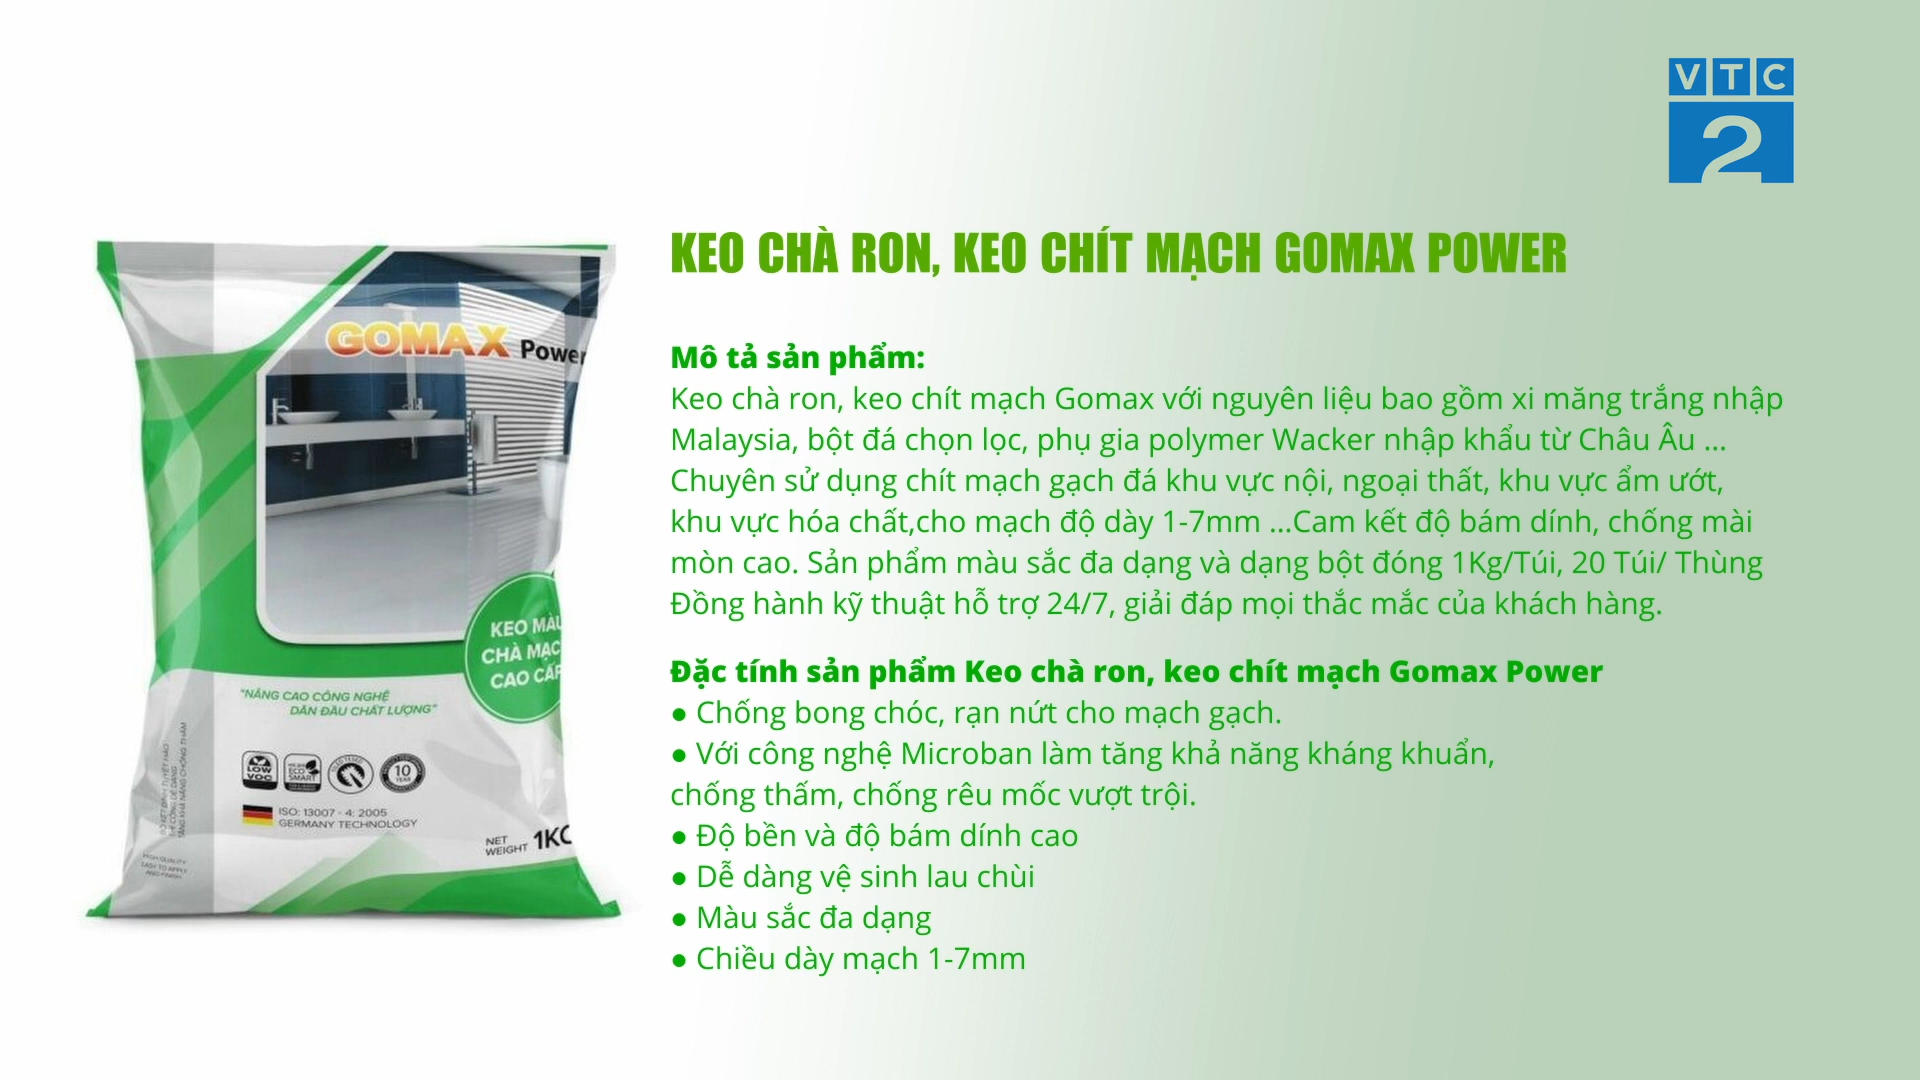 VTC
2
KEO CHÀ RON, KEO CHÍT MẠCH GOMAX POWER
Mô tả sản phẩm:
Keo chà ron, keo chít mạch Gomax với nguyên liệu bao gồm xi măng trắng nhập
Malaysia, bột đá chọn lọc, phụ gia polymer Wacker nhập khẩu từ Châu Âu ...
Chuyên sử dụng chít mạch gạch đá khu vực nội, ngoại thất, khu vực ẩm ướt,
khu vực hóa chất,cho mạch độ dày 1-7mm ...Cam kết độ bám dính, chống mài
mòn cao. Sản phẩm màu sắc đa dạng và dạng bột đóng 1Kg/Túi, 20 Túi/ Thùng
Đồng hành kỹ thuật hỗ trợ 24/7, giải đáp mọi thắc mắc của khách hàng.
Đặc tính sản phẩm Keo chà ron, keo chít mạch Gomax Power
● Chống bong chóc, rạn nứt cho mạch gạch.
● Với công nghệ Microban làm tăng khả năng kháng khuẩn,
chống thấm, chống rêu mốc vượt trội.
● Độ bền và độ bám dính cao
● Dễ dàng vệ sinh lau chùi
● Màu sắc đa dạng
● Chiều dày mạch 1-7mm
GOMAX Power
KEO MÀU
CHÀ MẠC
CAO CẤP
"NÂNG CAO CÔNG NGHỆ
DẪN ĐẦU CHẤT LƯỢNG"
LOW
VOC
ECO
SMART
10
YEAR
ISO: 13007 - 4: 2005
GERMANY TECHNOLOGY
NET
WEIGHT 1KG
HIGH QUALITY
EASY TO APPLY
AND FINISH